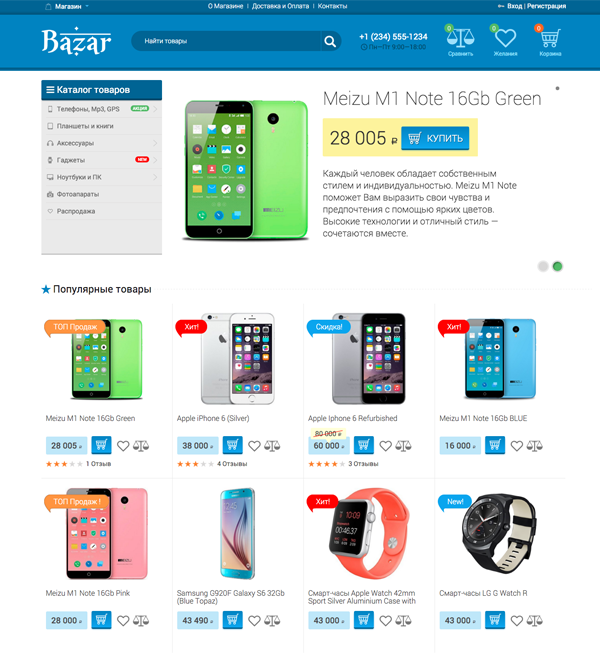 Магазин
О Магазине | Доставка и Оплата | Контакты
Вход | Регистрация
Bazar
Найти товары
+1 (234) 555-1234
Пн—Пт 9:00—18:00
0
Сравнить
0
Желания
0
Корзина
Каталог товаров
Телефоны, Mp3, GPS
АКЦИЯ
Планшеты и книги
Аксессуары
Гаджеты
NEW
Ноутбуки и ПК
Фотоапараты
Распродажа
Meizu M1 Note 16Gb Green
28 005 ₽
КУПИТЬ
Каждый человек обладает собственным
стилем и индивидуальностью. Meizu M1 Note
поможет Вам выразить свои чувства и
предпочтения с помощью ярких цветов.
Высокие технологии и отличный стиль —
сочетаются вместе.
MEIZU
Популярные товары
ТОП Продаж
Хит!
Скидка!
Хит!
Meizu M1 Note 16Gb Green
Apple iPhone 6 (Silver)
Apple Iphone 6 Refurbished
Meizu M1 Note 16Gb BLUE
80 000 ₽
28 005 ₽
38 000 ₽
60 000 ₽
16 000 ₽
1 Отзыв
4 Отзывы
3 Отзывы
ТОП Продаж !
Хит!
New!
Meizu M1 Note 16Gb Pink
Samsung G920F Galaxy S6 32Gb
(Blue Topaz)
Смарт-часы Apple Watch 42mm
Sport Silver Aluminium Case with
Смарт-часы LG G Watch R
28 000 ₽
43 490 ₽
43 000 ₽
43 000 ₽